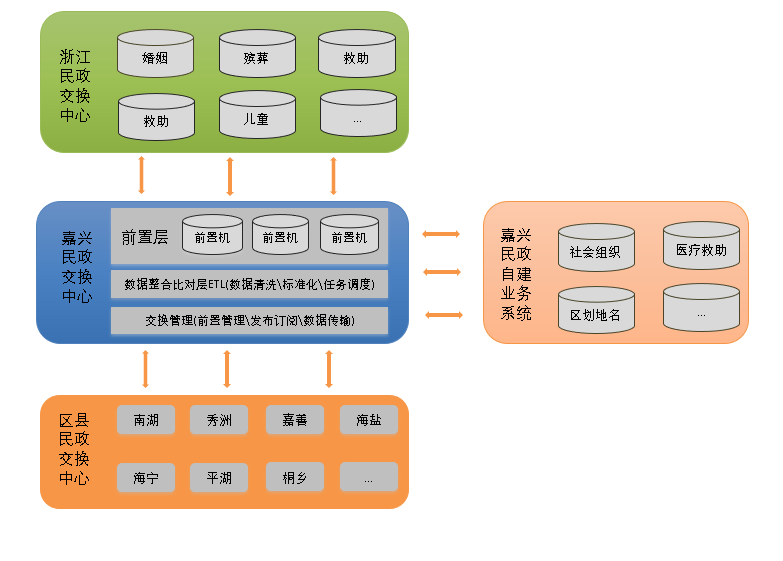 浙江
民政
交换
中心
婚姻
殡葬
救助
救助
儿童
...
嘉兴
民政
交换
中心
前置层
前置机
前置机
前置机
数据整合比对层ETL(数据清洗\标准化\任务调度)
交换管理(前置管理\发布订阅\数据传输)
嘉兴
民政
自建
业务
系统
社会组织
医疗救助
区划地名
...
区县
民政
交换
中心
南湖
秀洲
嘉善
海盐
海宁
平湖
桐乡
...